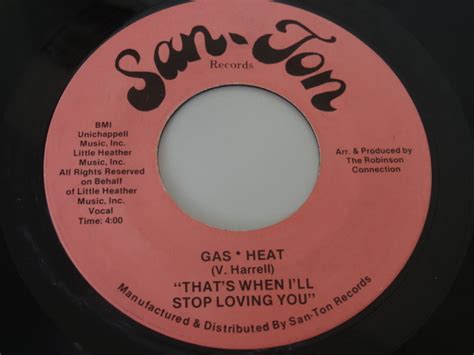 San-Ton
Records
BMI
Unichappell
Music, Inc.
Little Heather
Music, Inc.
All Rights Reserved
on Behalf
of Little Heather
Music, Inc.
Vocal
Time: 4:00
Arr. & Produced by
The Robinson
Connection
GAS * HEAT
(V. Harrell)
"THAT'S WHEN I'LL
STOP LOVING YOU"
Manufactured & Distributed By San-Ton Records